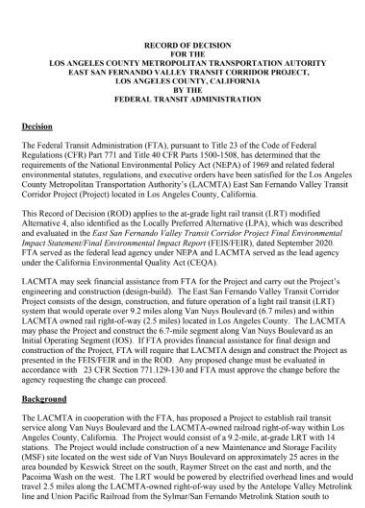 RECORD OF DECISION
FOR THE
LOS ANGELES COUNTY METROPOLITAN TRANSPORTATION AUTORITY
EAST SAN FERNANDO VALLEY TRANSIT CORRIDOR PROJECT,
LOS ANGELES COUNTY, CALIFORNIA
BY THE
FEDERAL TRANSIT ADMINISTRATION
Decision
The Federal Transit Administration (FTA), pursuant to Title 23 of the Code of Federal
Regulations (CFR) Part 771 and Title 40 CFR Parts 1500-1508, has determined that the
requirements of the National Environmental Policy Act (NEPA) of 1969 and related federal
environmental statutes, regulations, and executive orders have been satisfied for the Los Angeles
County Metropolitan Transportation Authority's (LACMTA) East San Fernando Valley Transit
Corridor Project (Project) located in Los Angeles County, California.
This Record of Decision (ROD) applies to the at-grade light rail transit (LRT) modified
Alternative 4, also identified as the Locally Preferred Alternative (LPA), which was described
and evaluated in the East San Fernando Valley Transit Corridor Project Final Environmental
Impact Statement/Final Environmental Impact Report (FEIS/FEIR), dated September 2020.
FTA served as the federal lead agency under NEPA and LACMTA served as the lead agency
under the California Environmental Quality Act (CEQA).
LACMTA may seek financial assistance from FTA for the Project and carry out the Project's
engineering and construction (design-build). The East San Fernando Valley Transit Corridor
Project consists of the design, construction, and future operation of a light rail transit (LRT)
system that would operate over 9.2 miles along Van Nuys Boulevard (6.7 miles) and within
LACMTA owned rail right-of-way (2.5 miles) located in Los Angeles County. The LACMTA
may phase the Project and construct the 6.7-mile segment along Van Nuys Boulevard as an
Initial Operating Segment (IOS). If FTA provides financial assistance for final design and
construction of the Project, FTA will require that LACMTA design and construct the Project as
presented in the FEIS/FEIR and in the ROD. Any proposed change must be evaluated in
accordance with 23 CFR Section 771.129-130 and FTA must approve the change before the
agency requesting the change can proceed.
Background
The LACMTA in cooperation with the FTA, has proposed a Project to establish rail transit
service along Van Nuys Boulevard and the LACMTA-owned railroad right-of-way within Los
Angeles County, California. The Project would consist of a 9.2-mile, at-grade LRT with 14
stations. The Project would include construction of a new Maintenance and Storage Facility
(MSF) site located on the west side of Van Nuys Boulevard on approximately 25 acres in the
area bounded by Keswick Street on the south, Raymer Street on the east and north, and the
Pacoima Wash on the west. The LRT would be powered by electrified overhead lines and would
travel 2.5 miles along the LACMTA-owned right-of-way used by the Antelope Valley Metrolink
line and Union Pacific Railroad from the Sylmar/San Fernando Metrolink Station south to